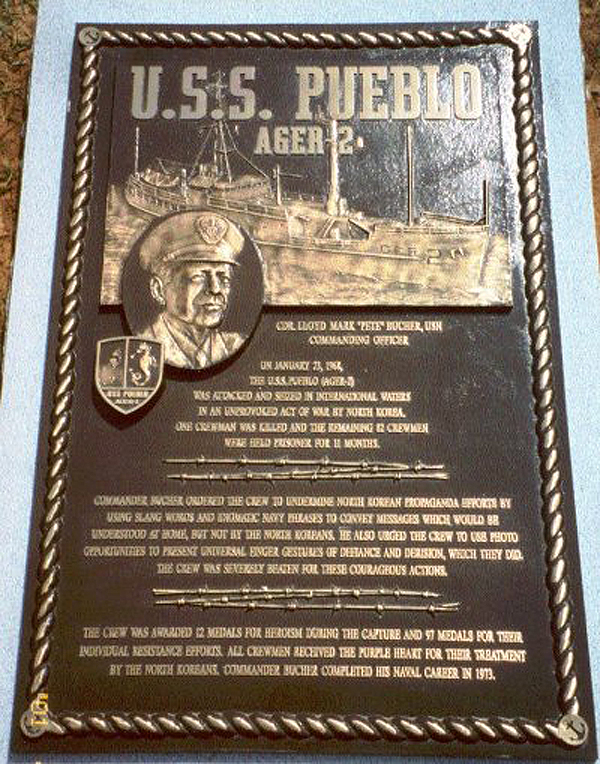 U.S.S. PUEBLO
AGER-2
CDR. LLOYD MARK "PETE" BUCHER, USN
COMMANDING OFFICER
USS PUEBLO
AGER-2
ON JANUARY 23, 1968,
THE U.S.S. PUEBLO (AGER-2)
WAS ATTACKED AND SEIZED IN INTERNATIONAL WATERS
IN AN UNPROVOKED ACT OF WAR BY NORTH KOREA.
ONE CREWMAN WAS KILLED AND THE REMAINING 82 CREWMEN
WERE HELD PRISONER FOR 11 MONTHS.
COMMANDER BUCHER ORDERED THE CREW TO UNDERMINE NORTH KOREAN PROPAGANDA EFFORTS BY
USING SLANG WORDS AND IDIOMATIC NAVY PHRASES TO CONVEY MESSAGES WHICH WOULD BE
UNDERSTOOD AT HOME, BUT NOT BY THE NORTH KOREANS. HE ALSO URGED THE CREW TO USE PHOTO
OPPORTUNITIES TO PRESENT UNIVERSAL FINGER GESTURES OF DEFIANCE AND DERISION, WHICH THEY DID.
THE CREW WAS SEVERELY BEATEN FOR THESE COURAGEOUS ACTIONS.
THE CREW WAS AWARDED 12 MEDALS FOR HEROISM DURING THE CAPTURE AND 97 MEDALS FOR THEIR
INDIVIDUAL RESISTANCE EFFORTS. ALL CREWMEN RECEIVED THE PURPLE HEART FOR THEIR TREATMENT
BY THE NORTH KOREANS. COMMANDER BUCHER COMPLETED HIS NAVAL CAREER IN 1973.